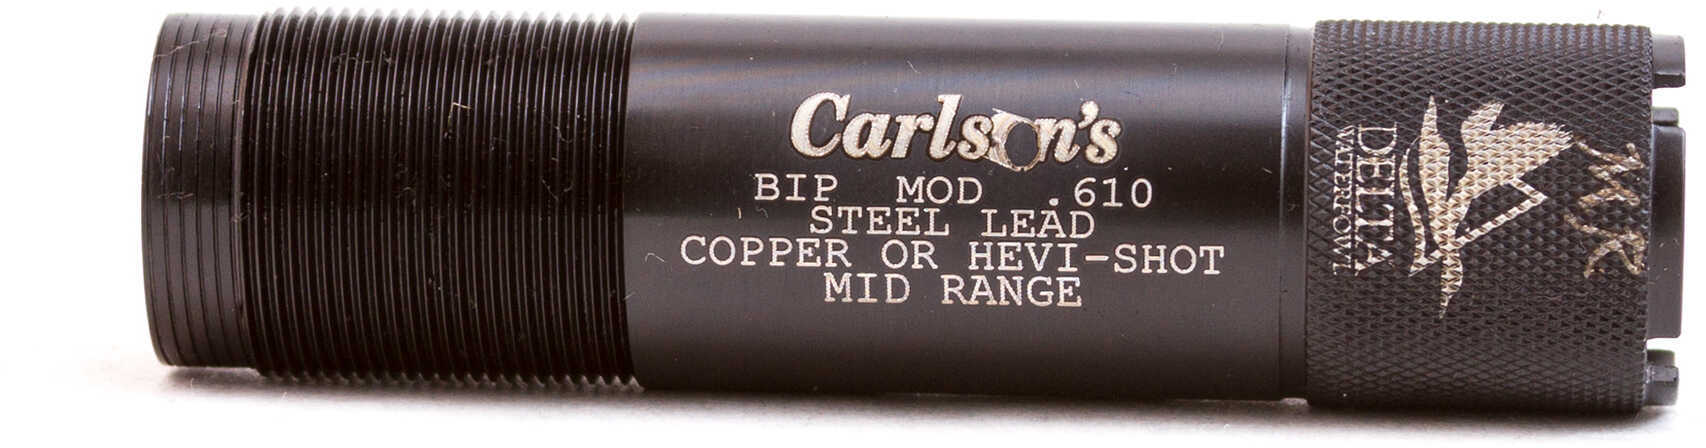 Carlson's
BIP MOD .610
STEEL LEAD
COPPER OR HEVI-SHOT
MID RANGE
DELTA
WATERFOWL
MR